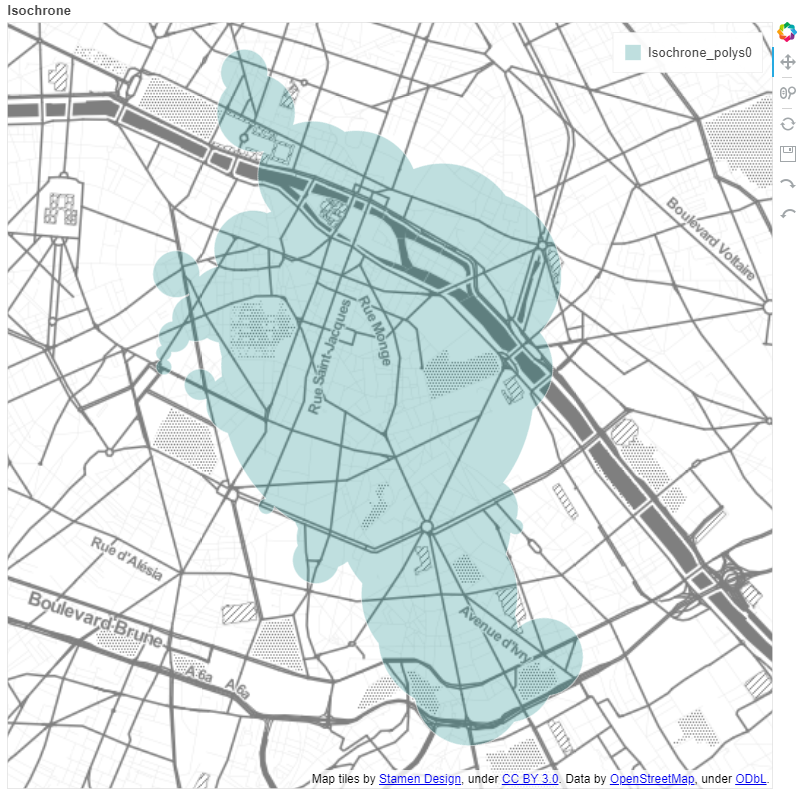 Isochrone
Isochrone_polys0
Boulevard Voltaire
Rue Saint-Jacques
Rue Monge
Rue d'Alésia
Boulevard Brune
Avenue d'Ivry
A 6a
A 6a
Map tiles by Stamen Design, under CC BY 3.0. Data by OpenStreetMap, under ODbL.